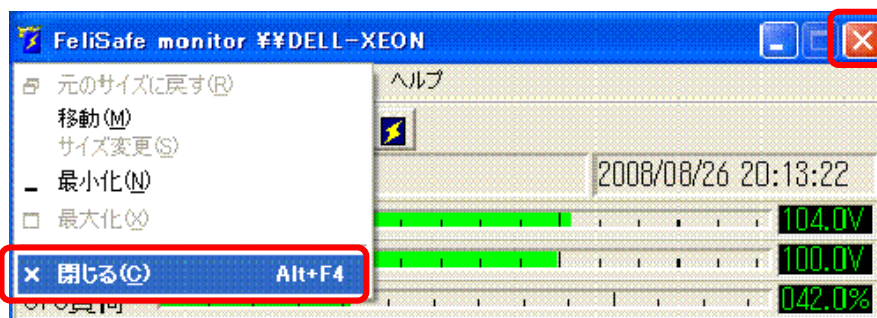 FeliSafe monitor ¥¥DELL-XEON
元のサイズに戻す(R)
ヘルプ
移動(M)
サイズ変更(S)
最小化(N)
2008/08/26 20:13:22
最大化(X)
104.0V
100.0V
閉じる(C) Alt+F4
042.0%